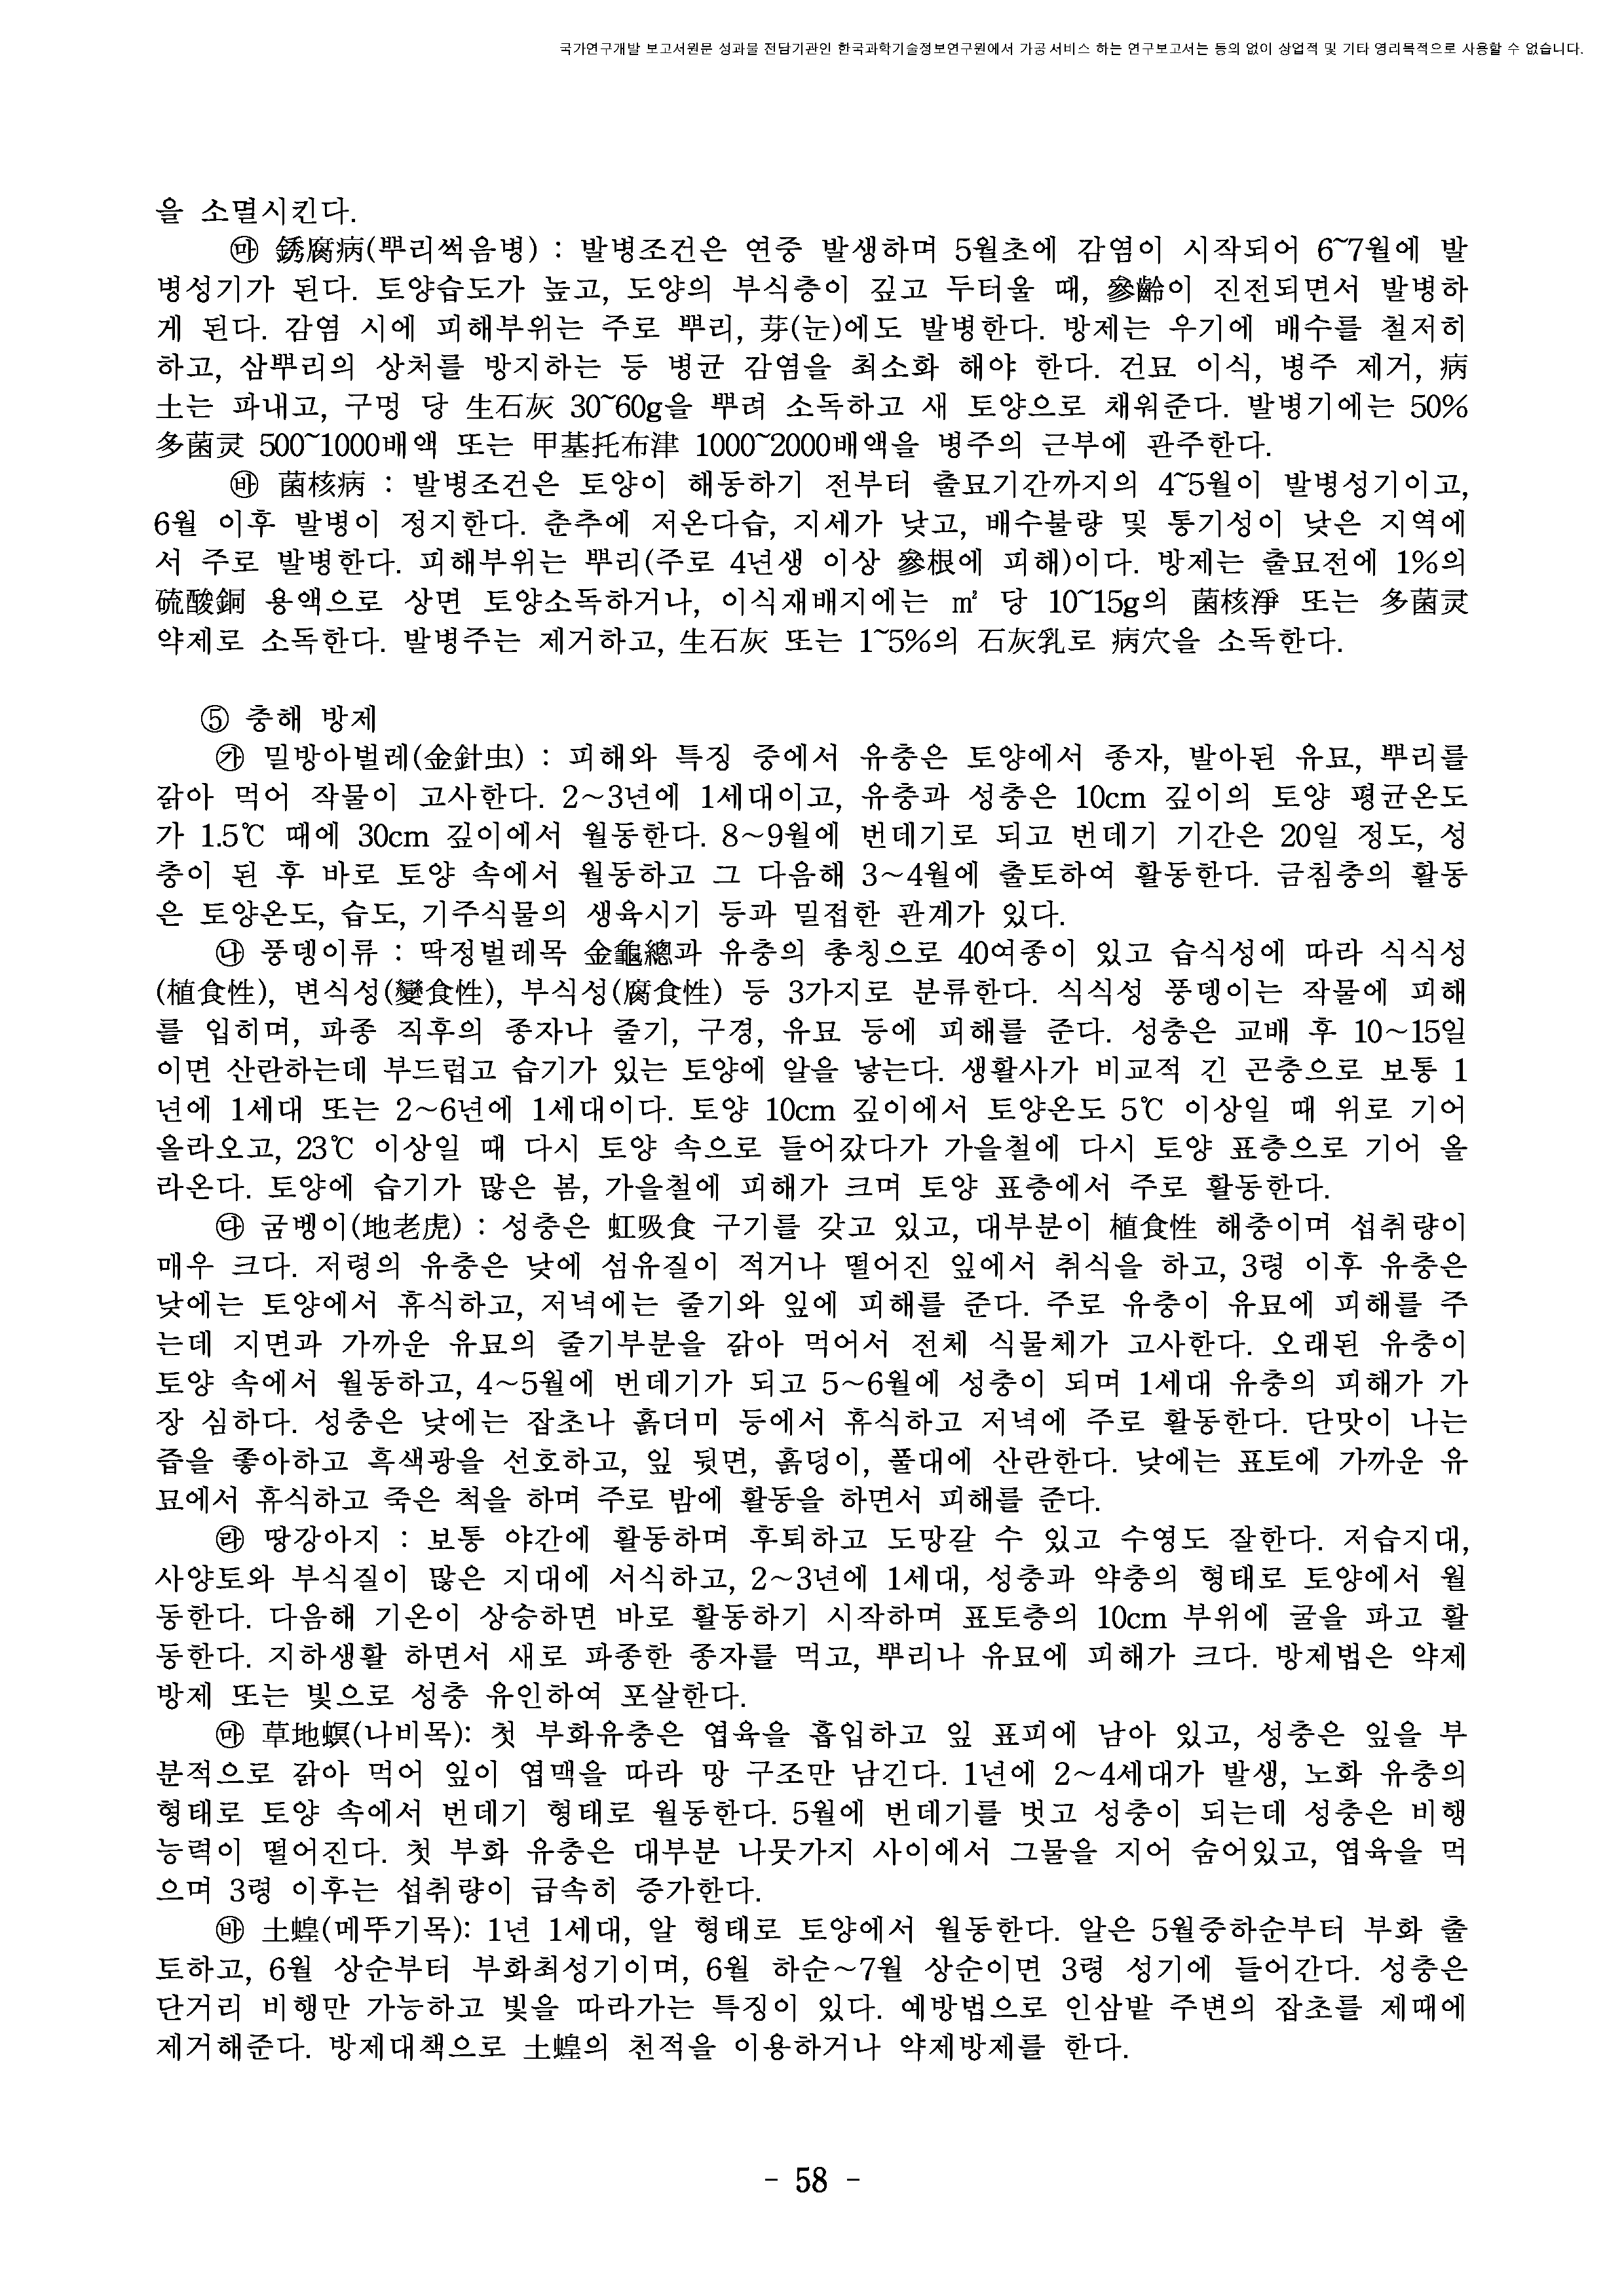 국가연구개발 보고서원문 성과물 전담기관인 한국과학기술정보연구원에서 가공·서비스 하는 연구보고서는 동의 없이 상업적 및 기타 영리목적으로 사용할 수 없습니다.
을 소멸시킨다.
㉲ 銹腐病(뿌리썩음병) : 발병조건은 연중 발생하며 5월초에 감염이 시작되어 6~7월에 발
병성기가 된다. 토양습도가 높고, 도양의 부식층이 깊고 두터울 때, 參齡이 진전되면서 발병하
게 된다. 감염 시에 피해부위는 주로 뿌리, 芽(눈)에도 발병한다. 방제는 우기에 배수를 철저히
하고, 삼뿌리의 상처를 방지하는 등 병균 감염을 최소화 해야 한다. 건묘 이식, 병주 제거, 病
土는 파내고, 구멍 당 生石灰 30~60g을 뿌려 소독하고 새 토양으로 채워준다. 발병기에는 50%
多菌灵 500~1000배액 또는 甲基托布津 1000~2000배액을 병주의 근부에 관주한다.
㉳ 菌核病 : 발병조건은 토양이 해동하기 전부터 출묘기간까지의 4~5월이 발병성기이고,
6월 이후 발병이 정지한다. 춘추에 저온다습, 지세가 낮고, 배수불량 및 통기성이 낮은 지역에
서 주로 발병한다. 피해부위는 뿌리(주로 4년생 이상 參根에 피해)이다. 방제는 출묘전에 1%의
硫酸銅 용액으로 상면 토양소독하거나, 이식재배지에는 ㎡ 당 10~15g의 菌核淨 또는 多菌灵
약제로 소독한다. 발병주는 제거하고, 生石灰 또는 1~5%의 石灰乳로 病穴을 소독한다.
⑤ 충해 방제
㉮ 밀방아벌레(金針虫) : 피해와 특징 중에서 유충은 토양에서 종자, 발아된 유묘, 뿌리를
갉아 먹어 작물이 고사한다. 2～3년에 1세대이고, 유충과 성충은 10cm 깊이의 토양 평균온도
가 1.5℃ 때에 30cm 깊이에서 월동한다. 8～9월에 번데기로 되고 번데기 기간은 20일 정도, 성
충이 된 후 바로 토양 속에서 월동하고 그 다음해 3～4월에 출토하여 활동한다. 금침충의 활동
은 토양온도, 습도, 기주식물의 생육시기 등과 밀접한 관계가 있다.
㉯ 풍뎅이류 : 딱정벌레목 金龜總과 유충의 총칭으로 40여종이 있고 습식성에 따라 식식성
(植食性), 변식성(變食性), 부식성(腐食性) 등 3가지로 분류한다. 식식성 풍뎅이는 작물에 피해
를 입히며, 파종 직후의 종자나 줄기, 구경, 유묘 등에 피해를 준다. 성충은 교배 후 10～15일
이면 산란하는데 부드럽고 습기가 있는 토양에 알을 낳는다. 생활사가 비교적 긴 곤충으로 보통 1
년에 1세대 또는 2～6년에 1세대이다. 토양 10cm 깊이에서 토양온도 5℃ 이상일 때 위로 기어
올라오고, 23℃ 이상일 때 다시 토양 속으로 들어갔다가 가을철에 다시 토양 표층으로 기어 올
라온다. 토양에 습기가 많은 봄, 가을철에 피해가 크며 토양 표층에서 주로 활동한다.
㉰ 굼벵이(地老虎) : 성충은 虹吸食 구기를 갖고 있고, 대부분이 植食性 해충이며 섭취량이
매우 크다. 저령의 유충은 낮에 섬유질이 적거나 떨어진 잎에서 취식을 하고, 3령 이후 유충은
낮에는 토양에서 휴식하고, 저녁에는 줄기와 잎에 피해를 준다. 주로 유충이 유묘에 피해를 주
는데 지면과 가까운 유묘의 줄기부분을 갉아 먹어서 전체 식물체가 고사한다. 오래된 유충이
토양 속에서 월동하고, 4～5월에 번데기가 되고 5～6월에 성충이 되며 1세대 유충의 피해가 가
장 심하다. 성충은 낮에는 잡초나 흙더미 등에서 휴식하고 저녁에 주로 활동한다. 단맛이 나는
즙을 좋아하고 흑색광을 선호하고, 잎 뒷면, 흙덩이, 풀대에 산란한다. 낮에는 표토에 가까운 유
묘에서 휴식하고 죽은 척을 하며 주로 밤에 활동을 하면서 피해를 준다.
㉱ 땅강아지 : 보통 야간에 활동하며 후퇴하고 도망갈 수 있고 수영도 잘한다. 저습지대,
사양토와 부식질이 많은 지대에 서식하고, 2～3년에 1세대, 성충과 약충의 형태로 토양에서 월
동한다. 다음해 기온이 상승하면 바로 활동하기 시작하며 표토층의 10cm 부위에 굴을 파고 활
동한다. 지하생활 하면서 새로 파종한 종자를 먹고, 뿌리나 유묘에 피해가 크다. 방제법은 약제
방제 또는 빛으로 성충 유인하여 포살한다.
㉲ 草地螟(나비목): 첫 부화유충은 엽육을 흡입하고 잎 표피에 남아 있고, 성충은 잎을 부
분적으로 갉아 먹어 잎이 엽맥을 따라 망 구조만 남긴다. 1년에 2～4세대가 발생, 노화 유충의
형태로 토양 속에서 번데기 형태로 월동한다. 5월에 번데기를 벗고 성충이 되는데 성충은 비행
능력이 떨어진다. 첫 부화 유충은 대부분 나뭇가지 사이에서 그물을 지어 숨어있고, 엽육을 먹
으며 3령 이후는 섭취량이 급속히 증가한다.
㉳ 土蝗(메뚜기목): 1년 1세대, 알 형태로 토양에서 월동한다. 알은 5월중하순부터 부화 출
토하고, 6월 상순부터 부화최성기이며, 6월 하순～7월 상순이면 3령 성기에 들어간다. 성충은
단거리 비행만 가능하고 빛을 따라가는 특징이 있다. 예방법으로 인삼밭 주변의 잡초를 제때에
제거해준다. 방제대책으로 土蝗의 천적을 이용하거나 약제방제를 한다.
- 58 -